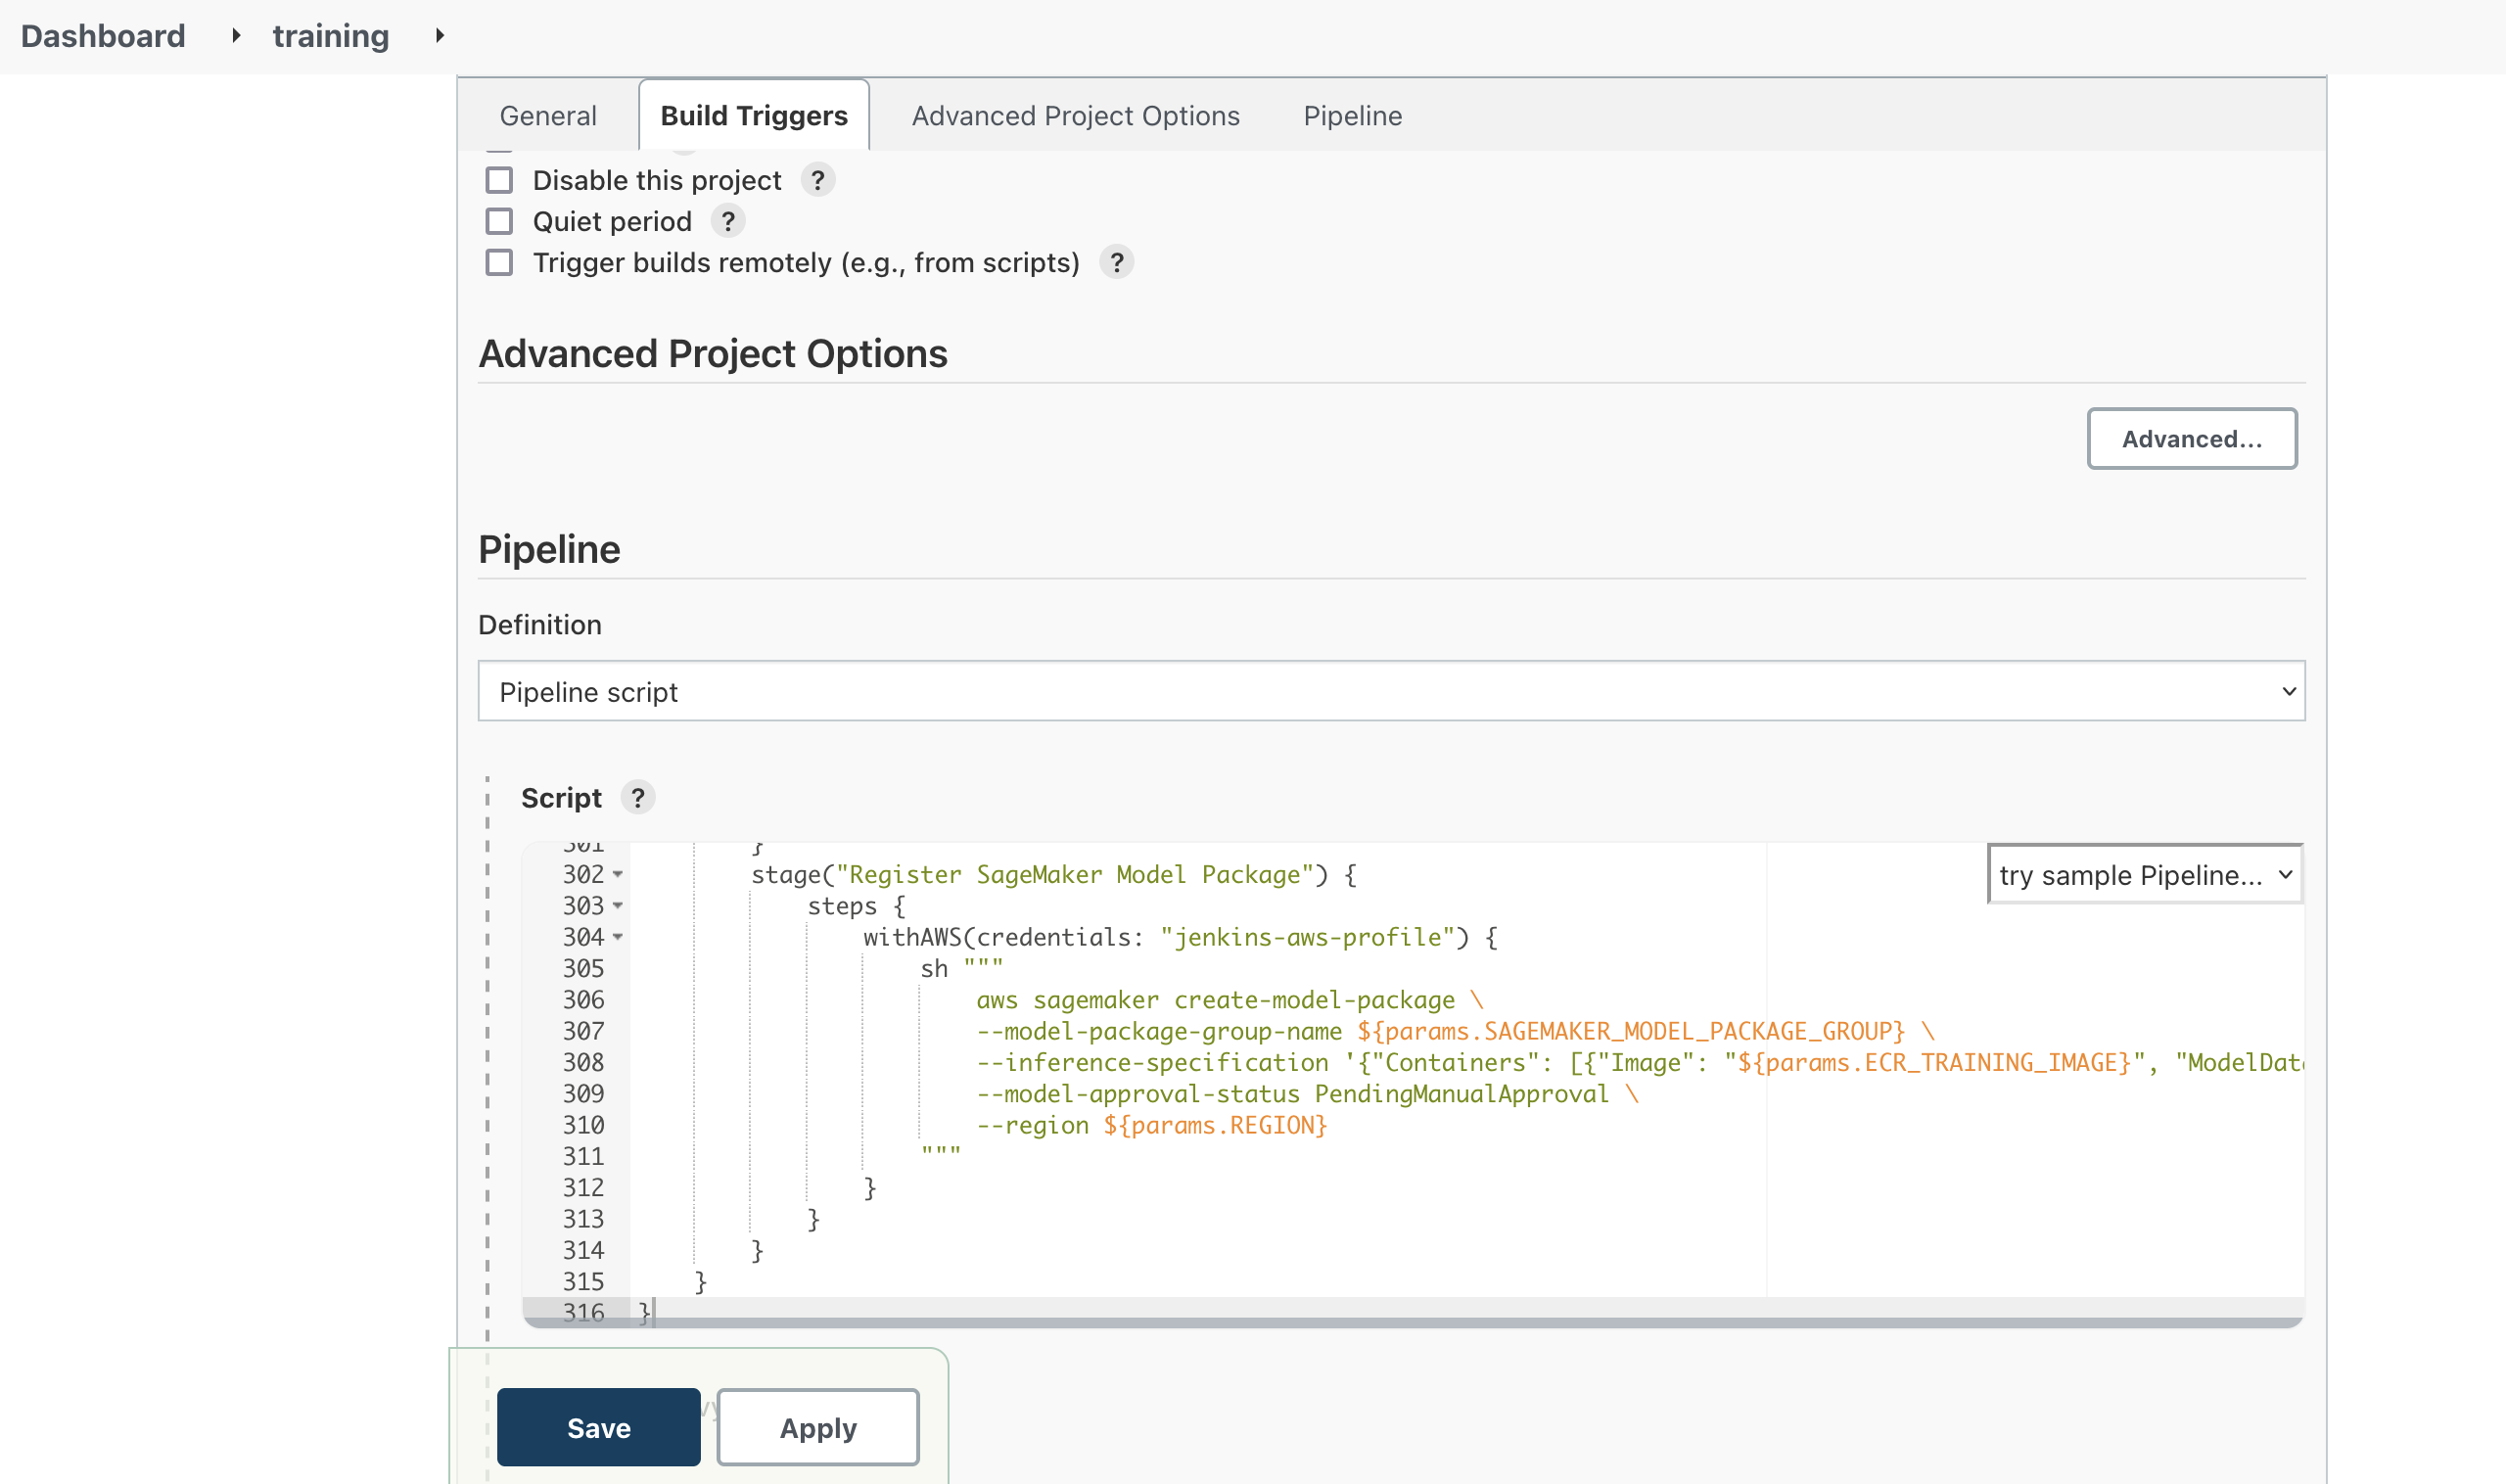 Dashboard training
General Build Triggers Advanced Project Options Pipeline
Disable this project ?
Quiet period ?
Trigger builds remotely (e.g., from scripts) ?
Advanced Project Options
Advanced...
Pipeline
Definition
Pipeline script
Script ?
try sample Pipeline...
301 }
302 stage("Register SageMaker Model Package") {
303 steps {
304 withAWS(credentials: "jenkins-aws-profile") {
305 sh """
306 aws sagemaker create-model-package \
307 --model-package-group-name ${params.SAGEMAKER_MODEL_PACKAGE_GROUP} \
308 --inference-specification '{"Containers": [{"Image": "${params.ECR_TRAINING_IMAGE}", "ModelDat
309 --model-approval-status PendingManualApproval \
310 --region ${params.REGION}
311 """
312 }
313 }
314 }
315 }
316 }
Save Apply